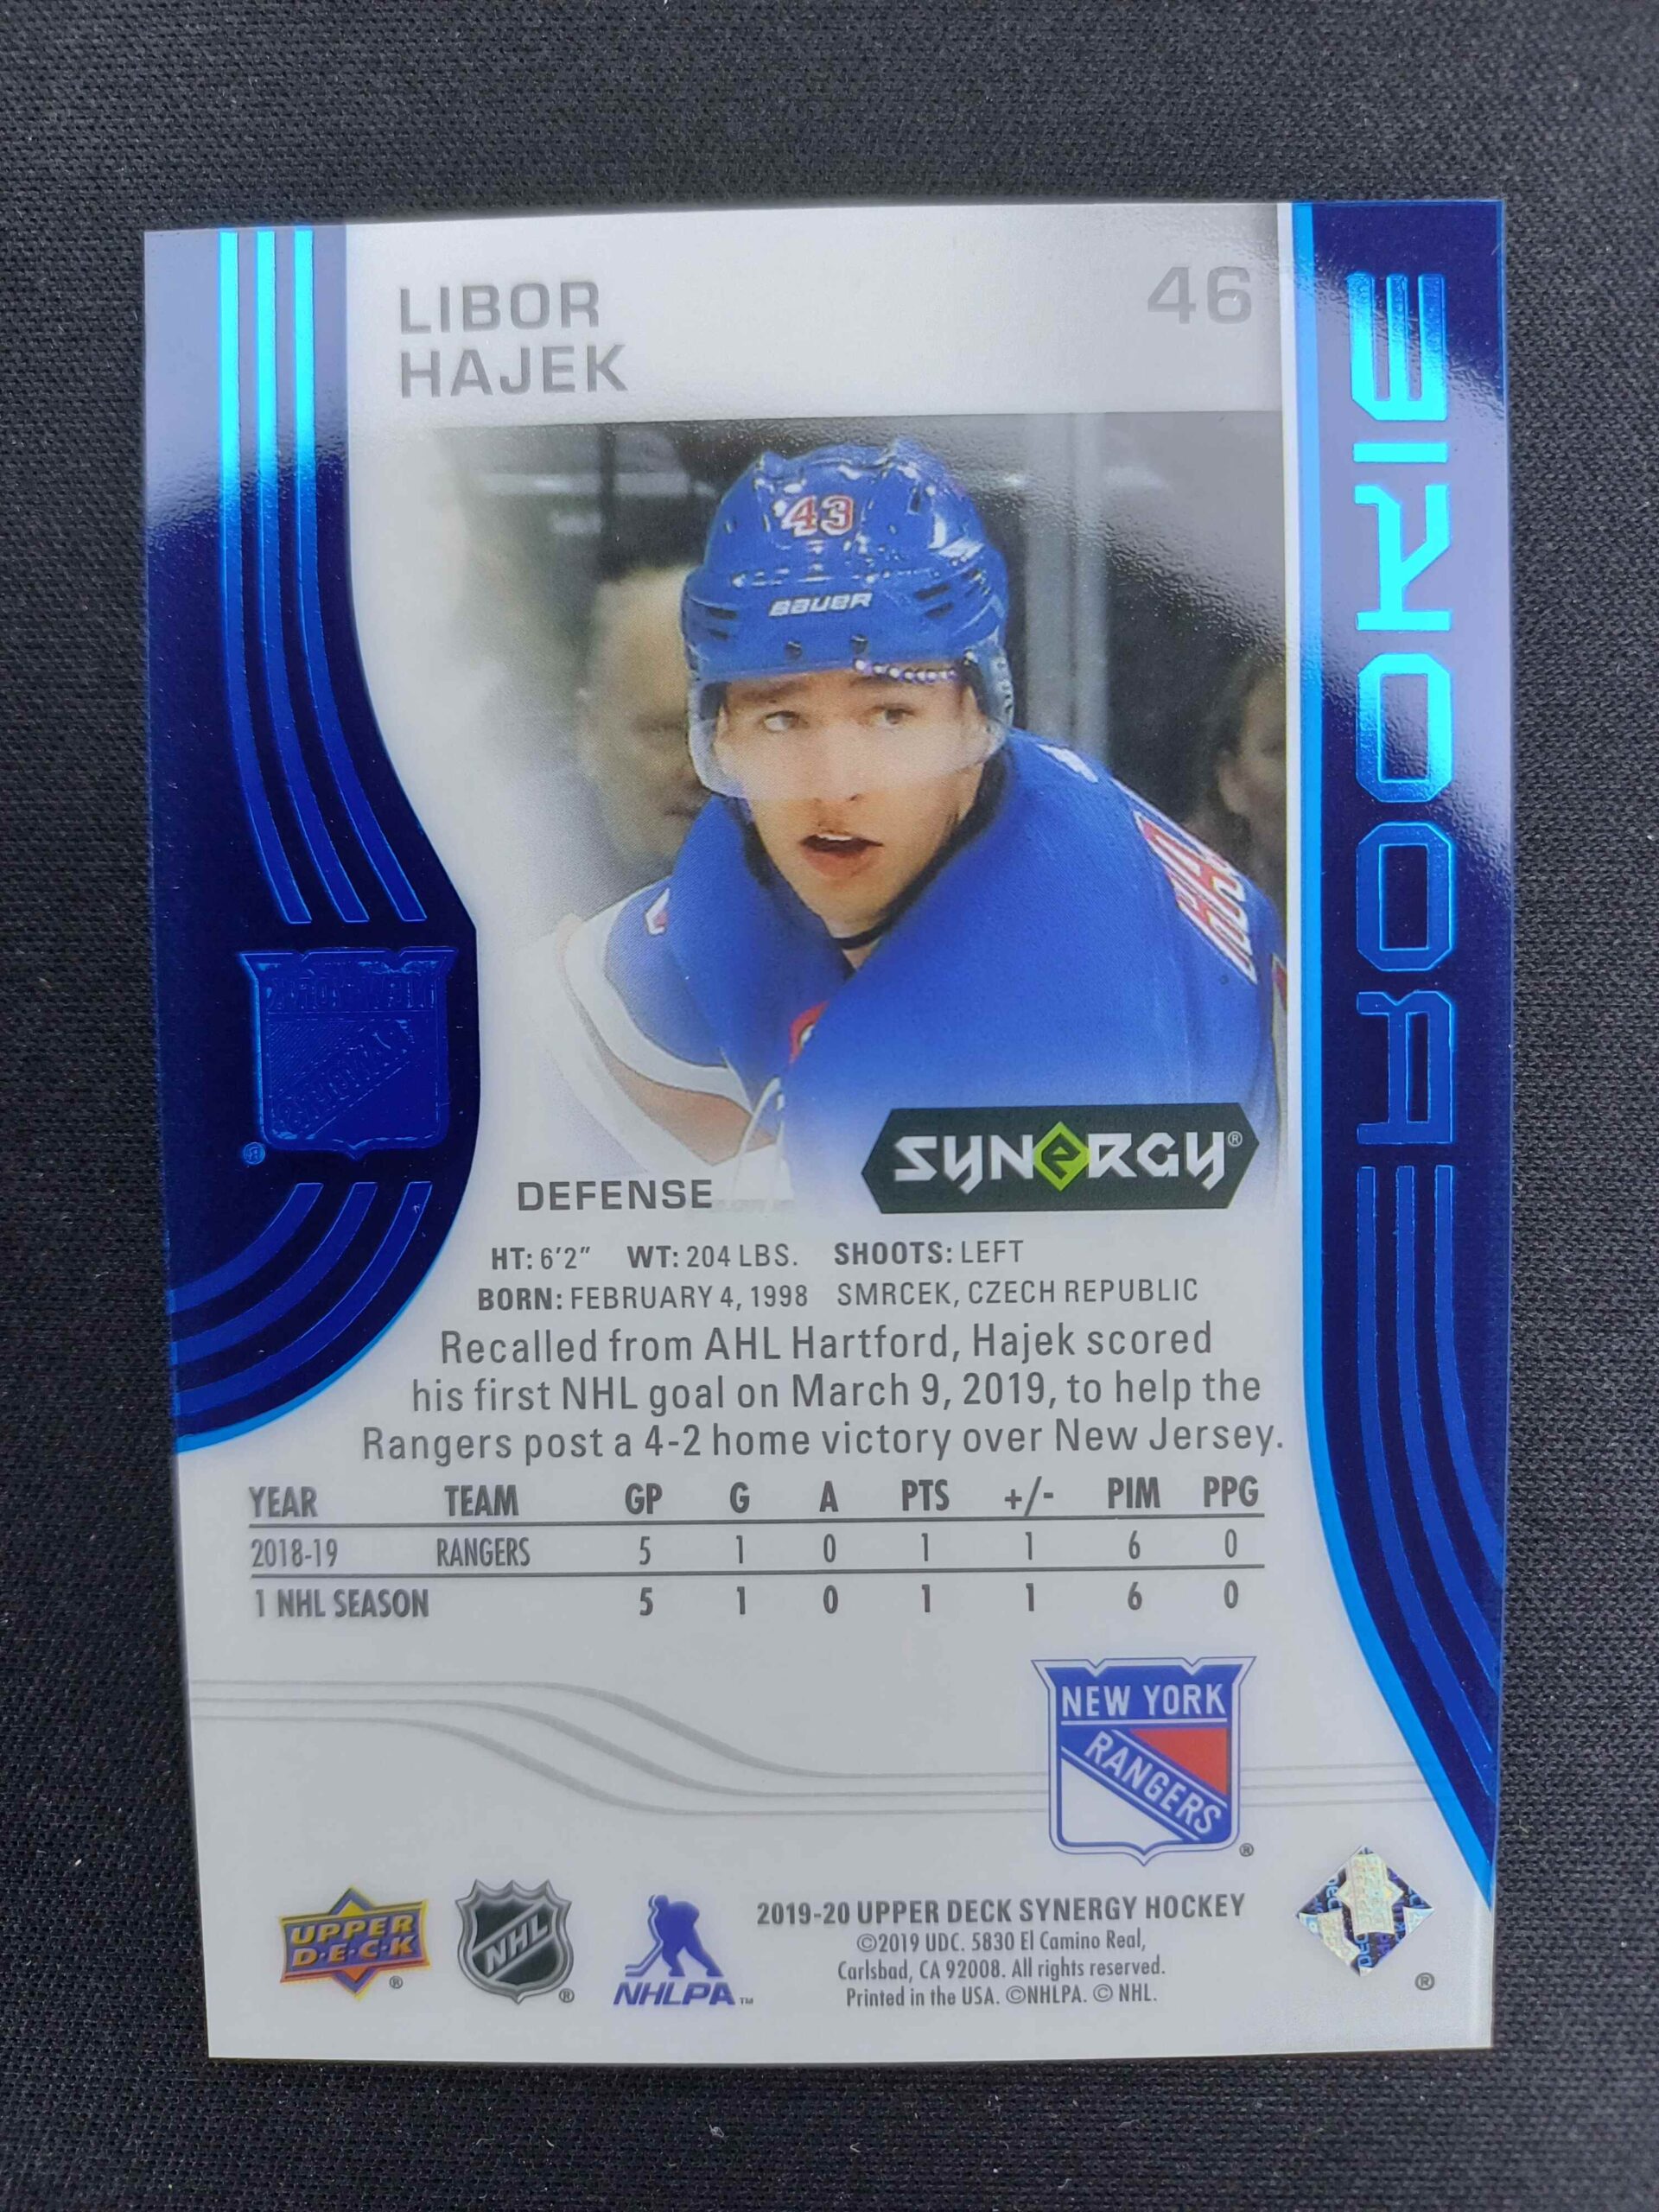 LIBOR
HAJEK
46
ROOKIE
43
BAUER
SYNERGY®
DEFENSE
HT: 6'2" WT: 204 LBS. SHOOTS: LEFT
BORN: FEBRUARY 4, 1998 SMRCEK, CZECH REPUBLIC
Recalled from AHL Hartford, Hajek scored
his first NHL goal on March 9, 2019, to help the
Rangers post a 4-2 home victory over New Jersey.
YEAR TEAM GP G A PTS +/- PIM PPG
2018-19 RANGERS 5 1 0 1 1 6 0
1 NHL SEASON 5 1 0 1 1 6 0
NEW YORK
RANGERS
®
UPPER
D·E·C·K
®
NHL
®
NHLPA™
2019-20 UPPER DECK SYNERGY HOCKEY
©2019 UDC. 5830 El Camino Real,
Carlsbad, CA 92008. All rights reserved.
Printed in the USA. ©NHLPA. © NHL.
®